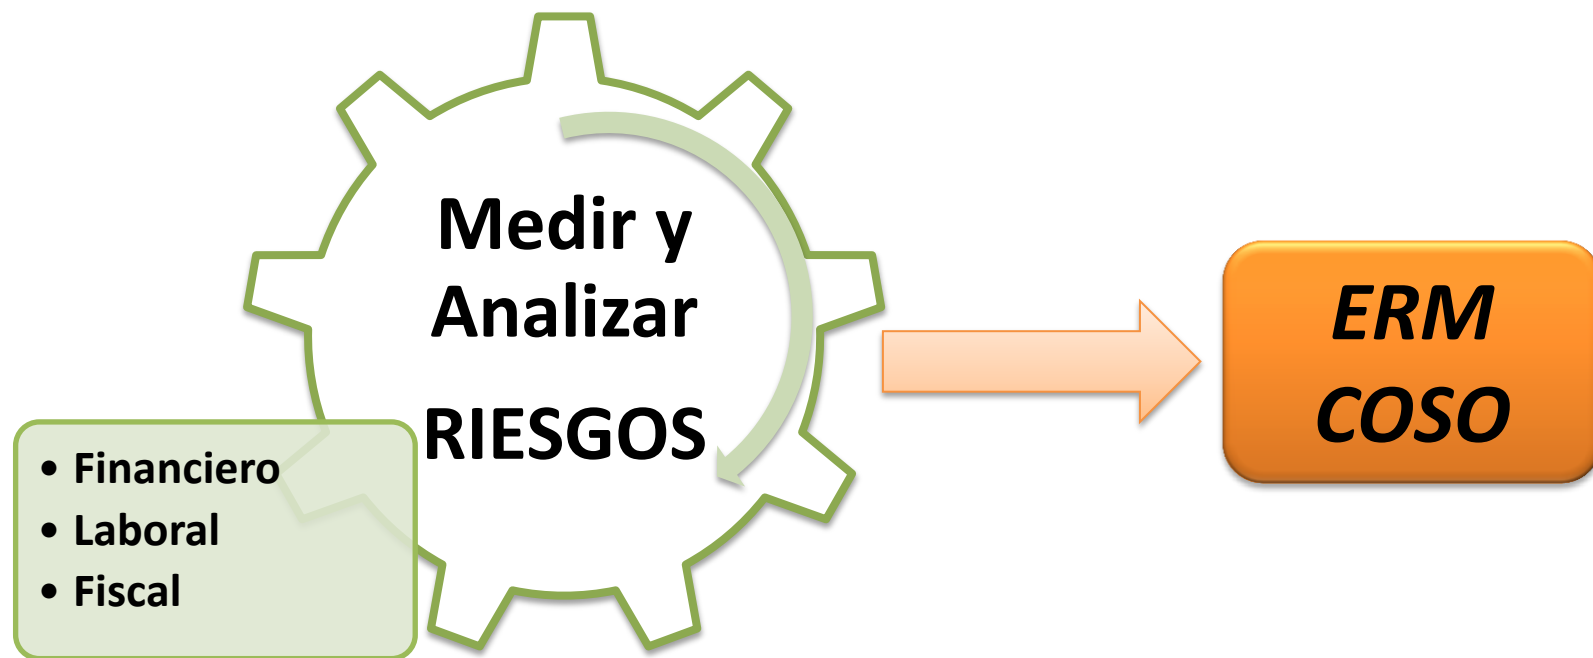 Medir y
Analizar
RIESGOS
• Financiero
• Laboral
• Fiscal
ERM
COSO